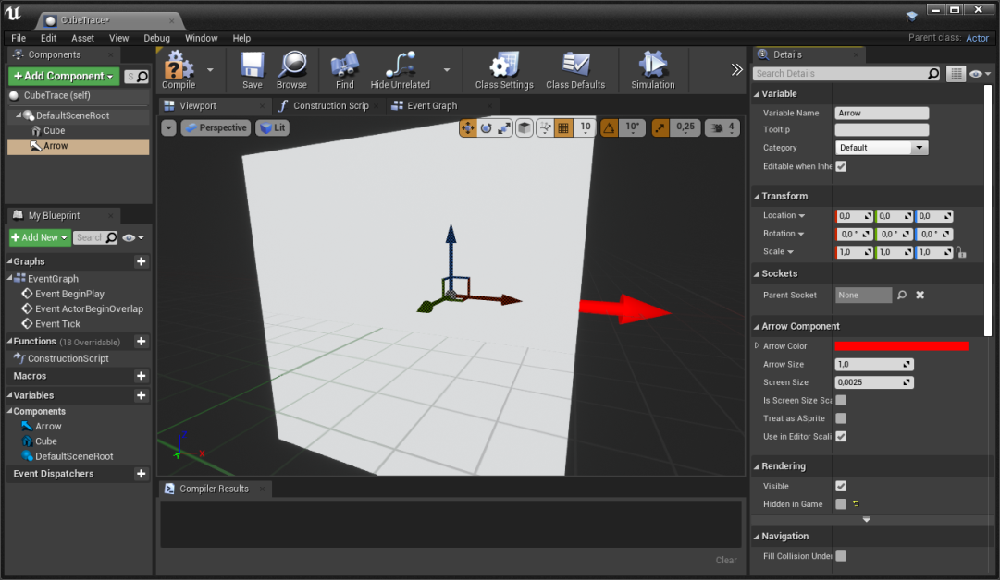 CubeTrace*
File Edit Asset View Debug Window Help
Parent class: Actor
Components
+ Add Component
S
CubeTrace (self)
DefaultSceneRoot
Cube
Arrow
My Blueprint
+ Add New
Search
Graphs
EventGraph
Event BeginPlay
Event ActorBeginOverlap
Event Tick
Functions (18 Overridable)
ConstructionScript
Macros
Variables
Components
Arrow
Cube
DefaultSceneRoot
Event Dispatchers
Compile
Save
Browse
Find
Hide Unrelated
Class Settings
Class Defaults
Simulation
Viewport
Construction Scrip
Event Graph
Perspective
Lit
10
10°
0,25
4
X
Compiler Results
Clear
Details
Search Details
Variable
Variable Name Arrow
Tooltip
Category Default
Editable when Inhe
Transform
Location 0,0 0,0 0,0
Rotation 0,0 ° 0,0 ° 0,0 °
Scale 1,0 1,0 1,0
Sockets
Parent Socket None
Arrow Component
Arrow Color
Arrow Size 1,0
Screen Size 0,0025
Is Screen Size Sca
Treat as ASprite
Use in Editor Scali
Rendering
Visible
Hidden in Game
Navigation
Fill Collision Under